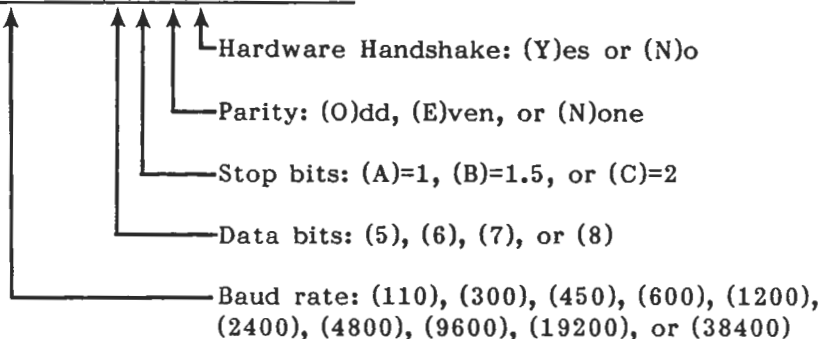 Hardware Handshake: (Y)es or (N)o
Parity: (O)dd, (E)ven, or (N)one
Stop bits: (A)=1, (B)=1.5, or (C)=2
Data bits: (5), (6), (7), or (8)
Baud rate: (110), (300), (450), (600), (1200),
(2400), (4800), (9600), (19200), or (38400)